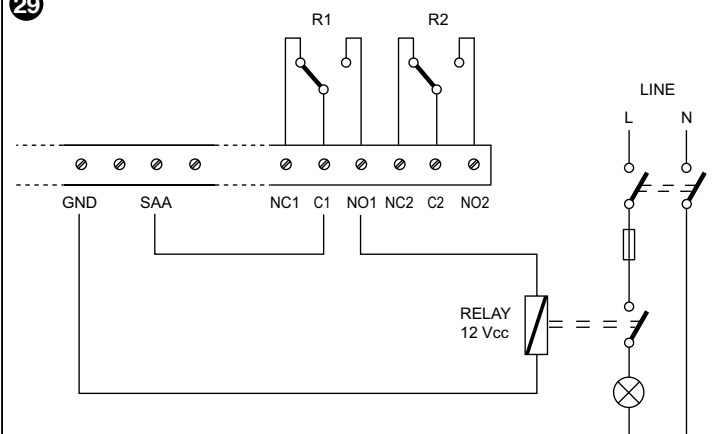 29
R1 R2
LINE
L N
GND SAA NC1 C1 NO1 NC2 C2 NO2
RELAY
12 Vcc